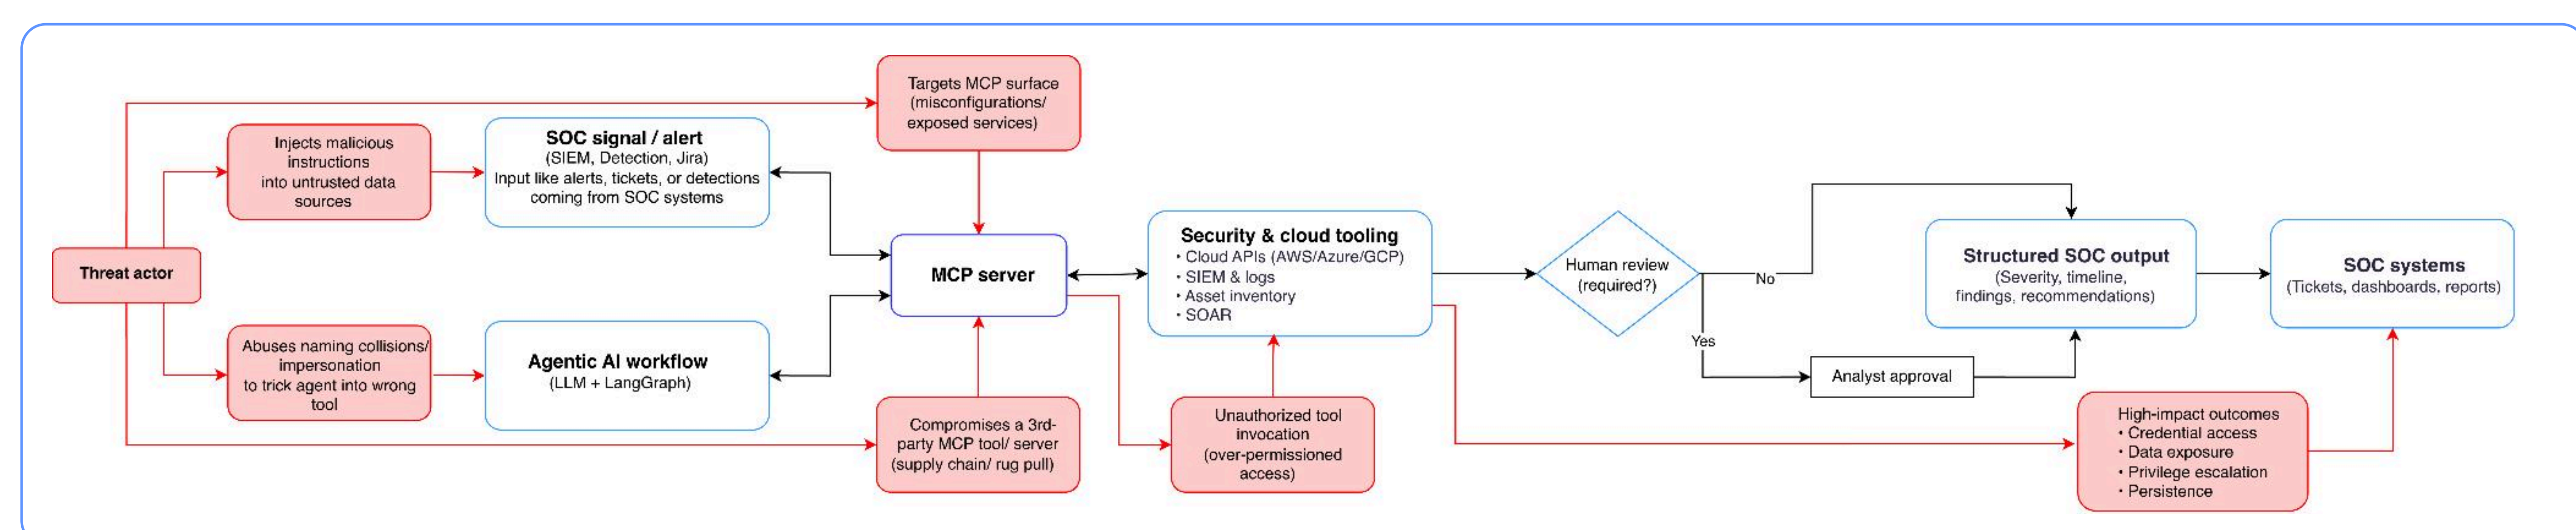 Targets MCP surface
(misconfigurations/
exposed services)
Injects malicious
instructions
into untrusted data
sources
SOC signal / alert
(SIEM, Detection, Jira)
Input like alerts, tickets, or detections
coming from SOC systems
Threat actor
MCP server
Security & cloud tooling
• Cloud APIs (AWS/Azure/GCP)
• SIEM & logs
• Asset inventory
• SOAR
Human review
(required?)
No
Yes
Structured SOC output
(Severity, timeline,
findings, recommendations)
SOC systems
(Tickets, dashboards, reports)
Abuses naming collisions/
impersonation
to trick agent into wrong
tool
Agentic AI workflow
(LLM + LangGraph)
Analyst approval
Compromises a 3rd-
party MCP tool/ server
(supply chain/ rug pull)
Unauthorized tool
invocation
(over-permissioned
access)
High-impact outcomes
• Credential access
• Data exposure
• Privilege escalation
• Persistence